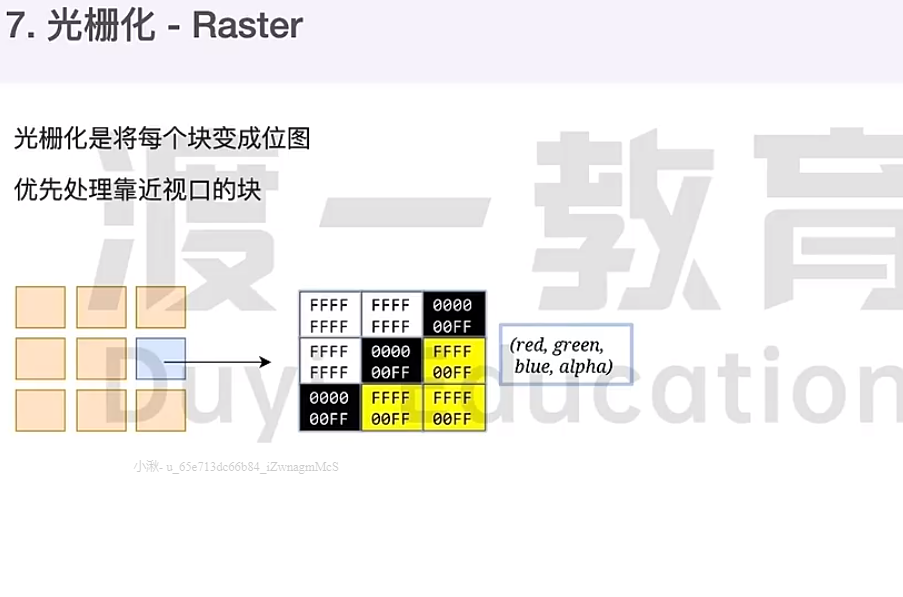 7. 光栅化 - Raster
光栅化是将每个块变成位图
优先处理靠近视口的块
渡一教育
Duyi Education
FFFF FFFF 0000
FFFF FFFF 00FF
FFFF 0000 FFFF
FFFF 00FF 00FF
0000 FFFF FFFF
00FF 00FF 00FF
(red, green,
blue, alpha)
小湫- u_65e713dc66b84_iZwnagmMcS